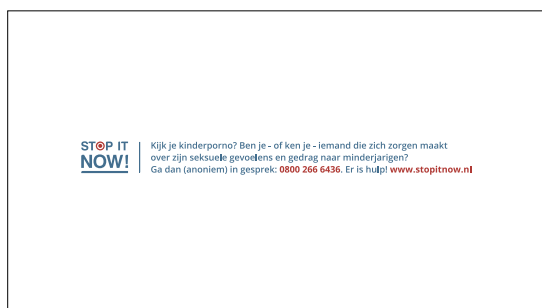 STOP IT
NOW!
Kijk je kinderporno? Ben je - of ken je - iemand die zich zorgen maakt
over zijn seksuele gevoelens en gedrag naar minderjarigen?
Ga dan (anoniem) in gesprek: 0800 266 6436. Er is hulp! www.stopitnow.nl